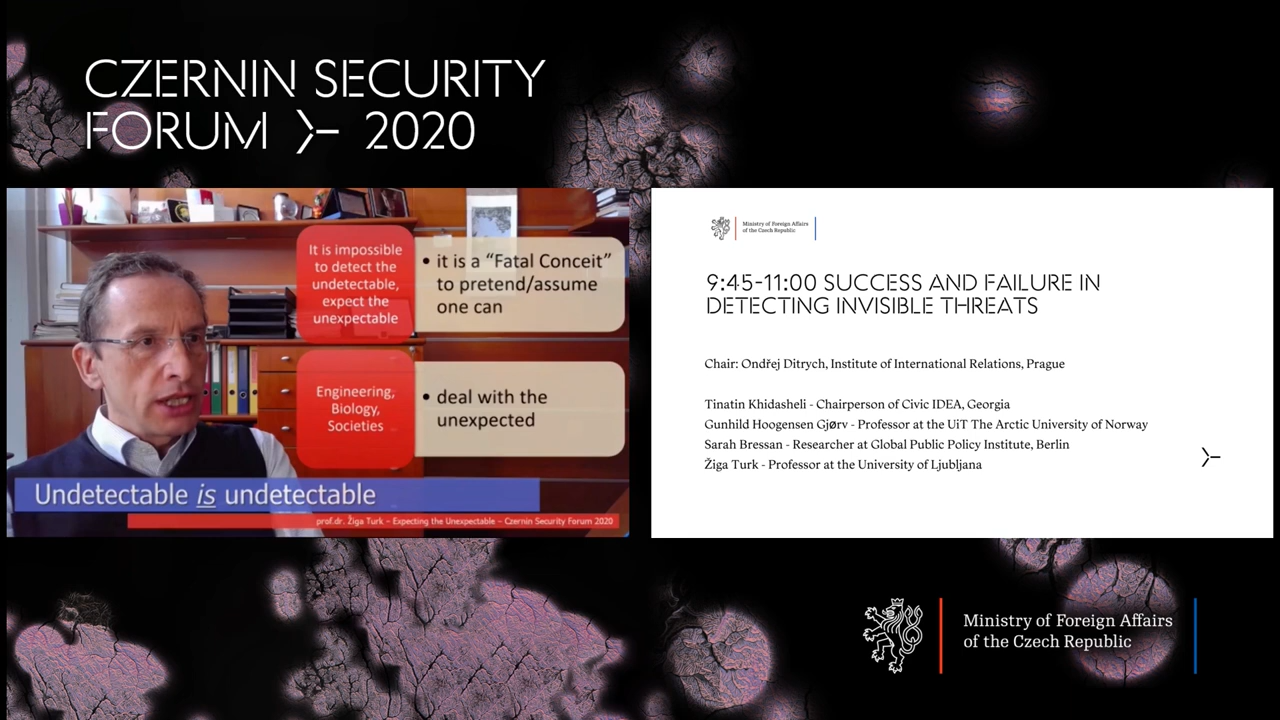 CZERNIN SECURITY
FORUM >- 2020
It is impossible
to detect the
undetectable,
expect the
unexpectable
• it is a “Fatal Conceit”
to pretend/assume
one can
Engineering,
Biology,
Societies
• deal with the
unexpected
Undetectable is undetectable
prof.dr. Žiga Turk – Expecting the Unexpectable – Czernin Security Forum 2020
Ministry of Foreign Affairs
of the Czech Republic
9:45-11:00 SUCCESS AND FAILURE IN
DETECTING INVISIBLE THREATS
Chair: Ondřej Ditrych, Institute of International Relations, Prague
Tinatin Khidasheli - Chairperson of Civic IDEA, Georgia
Gunhild Hoogensen Gjørv - Professor at the UiT The Arctic University of Norway
Sarah Bressan - Researcher at Global Public Policy Institute, Berlin
Žiga Turk - Professor at the University of Ljubljana
>-
Ministry of Foreign Affairs
of the Czech Republic